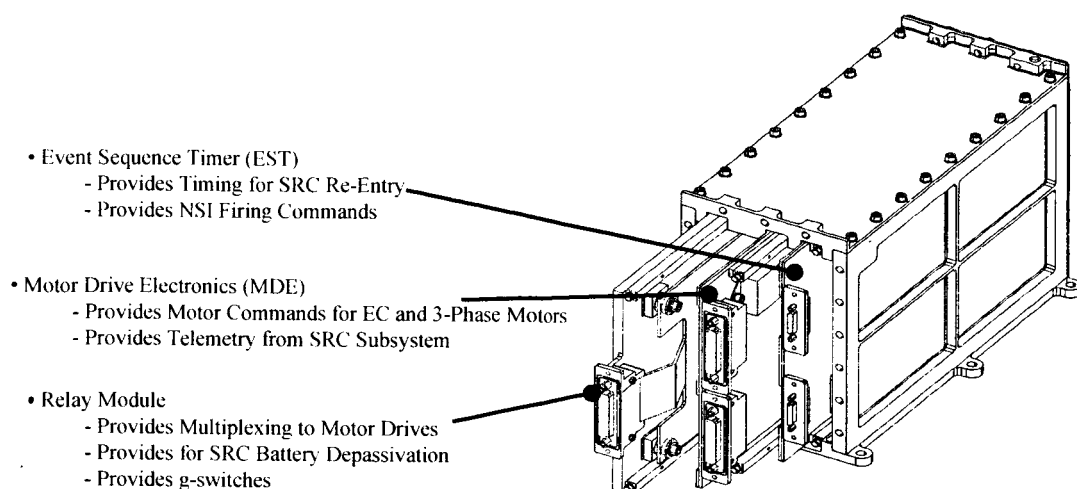 • Event Sequence Timer (EST)
- Provides Timing for SRC Re-Entry
- Provides NSI Firing Commands
• Motor Drive Electronics (MDE)
- Provides Motor Commands for EC and 3-Phase Motors
- Provides Telemetry from SRC Subsystem
• Relay Module
- Provides Multiplexing to Motor Drives
- Provides for SRC Battery Depassivation
- Provides g-switches